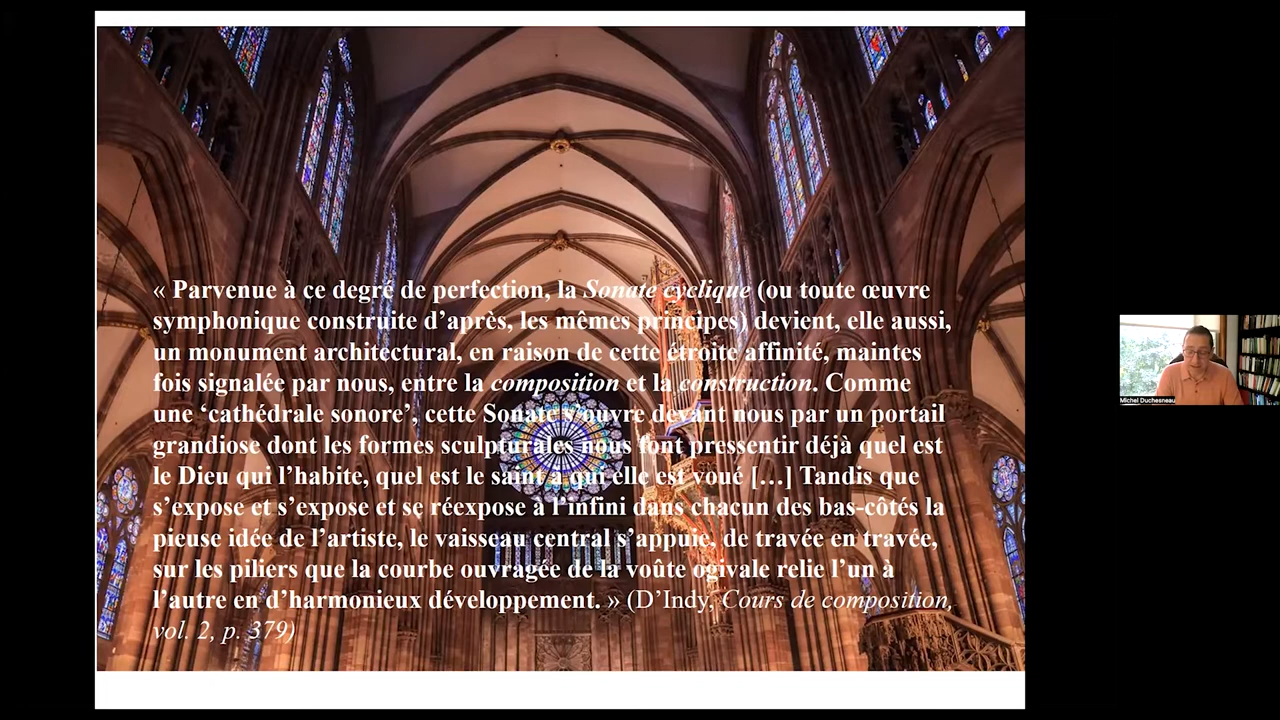 « Parvenue à ce degré de perfection, la Sonate cyclique (ou toute œuvre
symphonique construite d’après, les mêmes principes) devient, elle aussi,
un monument architectural, en raison de cette étroite affinité, maintes
fois signalée par nous, entre la composition et la construction. Comme
une ‘cathédrale sonore’, cette Sonate s’ouvre devant nous par un portail
grandiose dont les formes sculpturales nous font pressentir déjà quel est
le Dieu qui l’habite, quel est le saint à qui elle est voué […] Tandis que
s’expose et s’expose et se réexpose à l’infini dans chacun des bas-côtés la
pieuse idée de l’artiste, le vaisseau central s’appuie, de travée en travée,
sur les piliers que la courbe ouvragée de la voûte ogivale relie l’un à
l’autre en d’harmonieux développement. » (D’Indy, Cours de composition,
vol. 2, p. 379)
Michel Duchesneau